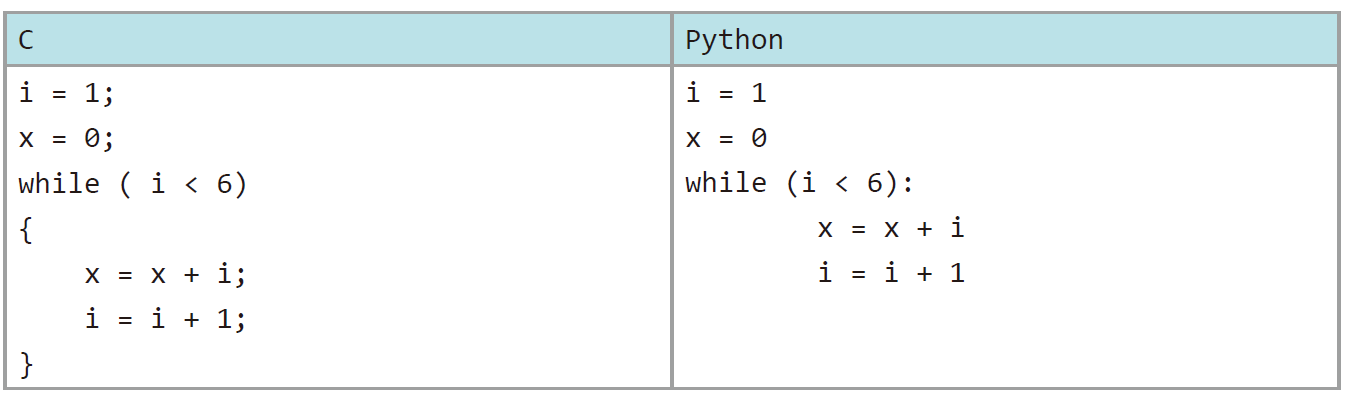 C
i = 1;
x = 0;
while ( i < 6)
{
    x = x + i;
    i = i + 1;
}
Python
i = 1
x = 0
while (i < 6):
        x = x + i
        i = i + 1